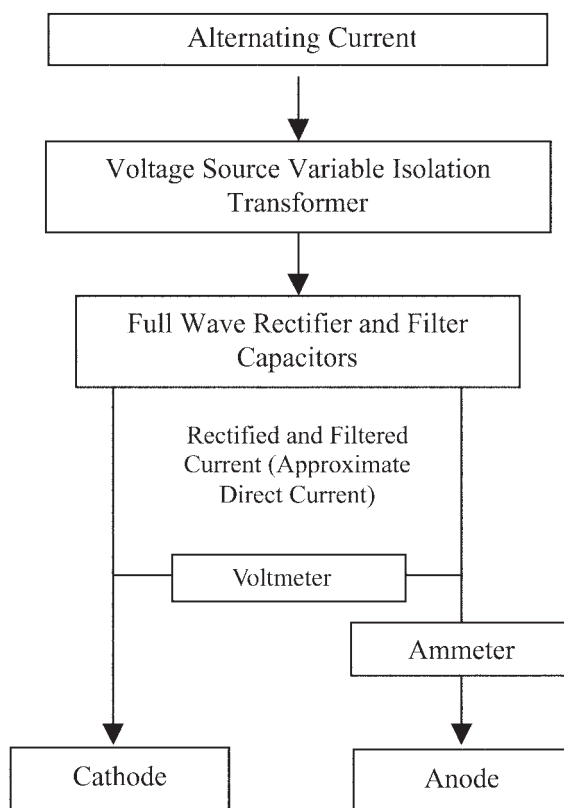 Alternating Current
Voltage Source Variable Isolation
Transformer
Full Wave Rectifier and Filter
Capacitors
Rectified and Filtered
Current (Approximate
Direct Current)
Voltmeter
Ammeter
Cathode
Anode